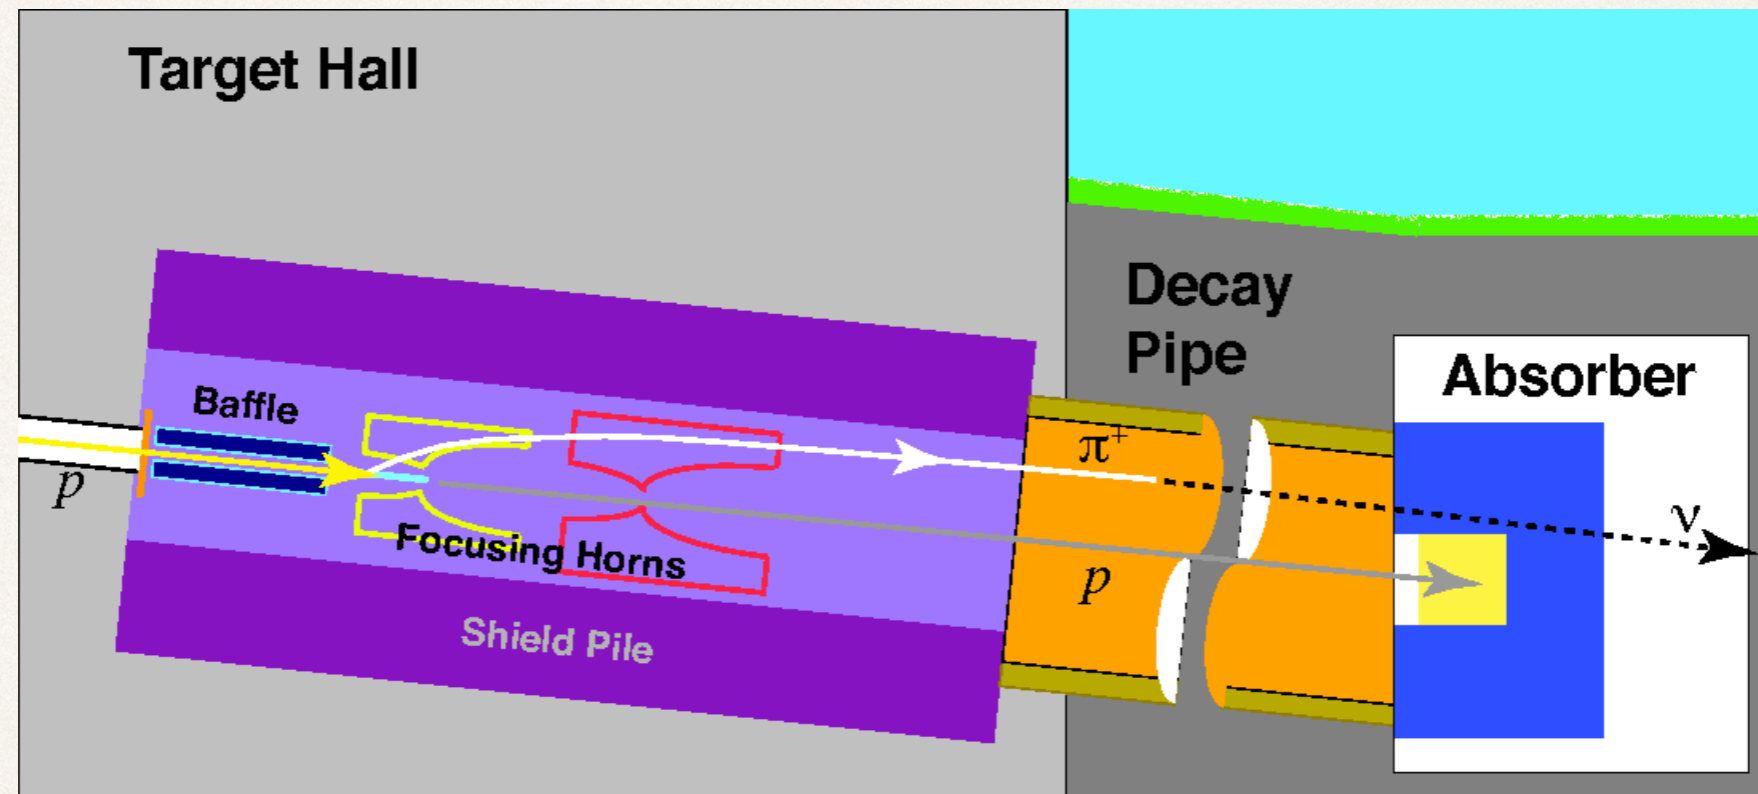 Target Hall
Decay
Pipe
Absorber
Baffle
p
π⁺
ν
Focusing Horns
p
Shield Pile